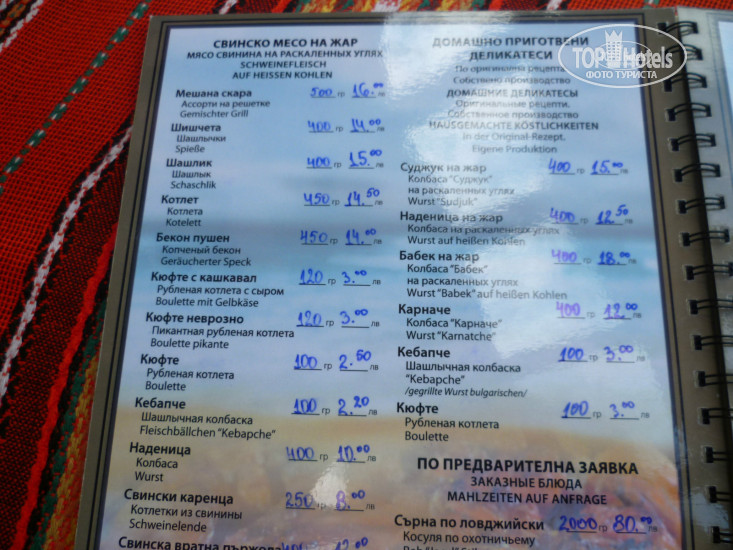 СВИНСКО МЕСО НА ЖАР
МЯСО СВИНИНА НА РАСКАЛЕННЫХ УГЛЯХ
SCHWEINEFLEISCH
AUF HEISSEN KOHLEN
Мешана скара 500 гр 16.00 лв
Ассорти на решетке
Gemischter Grill
Шишчета 400 гр 14.00 лв
Шашлычки
Spieße
Шашлик 400 гр 15.00 лв
Шашлык
Schaschlik
Котлет 450 гр 14.50 лв
Котлета
Kotelett
Бекон пушен 450 гр 14.00 лв
Копченый бекон
Geräucherter Speck
Кюфте с кашкавал 120 гр 3.00 лв
Рубленая котлета с сыром
Boulette mit Gelbkäse
Кюфте неврозно 120 гр 3.00 лв
Пикантная рубленая котлета
Boulette pikante
Кюфте 100 гр 2.50 лв
Рубленая котлета
Boulette
Кебапче 100 гр 2.20 лв
Шашлычная колбаска
Fleischbällchen "Kebapche"
Наденица 400 гр 10.00 лв
Колбаса
Wurst
Свински каренца 250 гр 8.00 лв
Котлетки из свинины
Schweinelende
Свинска вратна пържола 12.00
ДОМАШНО ПРИГОТВЕНИ
ДЕЛИКАТЕСИ
По оригинална рецепта.
Собствено производство
ДОМАШНИЕ ДЕЛИКАТЕСЫ
Оригинальные рецепти.
Собственное производство
HAUSGEMACHTE KÖSTLICHKEITEN
in der Original-Rezept.
Eigene Produktion
Суджук на жар 400 гр 15.00 лв
Колбаса "Суджук"
на раскаленных углях
Wurst "Sudjuk"
Наденица на жар 400 гр 12.50 лв
Колбаса на раскаленных углях
Wurst auf heißen Kohlen
Бабек на жар 400 гр 18.00 лв
Колбаса "Бабек"
на раскаленных углях
Wurst "Babek" auf heißen Kohlen
Карначе 400 гр 12.00 лв
Колбаса "Карначе"
Wurst "Karnatche"
Кебапче 100 гр 3.00 лв
Шашлычная колбаска
"Kebapche"
/gegrillte Wurst bulgarischen/
Кюфте 100 гр 3.00 лв
Рубленая котлета
Boulette
ПО ПРЕДВАРИТЕЛНА ЗАЯВКА
ЗАКАЗНЫЕ БЛЮДА
MAHLZEITEN AUF ANFRAGE
Сърна по ловджийски 2000 гр 80.00 лв
Косуля по охотничьему
TOP Hotels
ФОТО ТУРИСТА